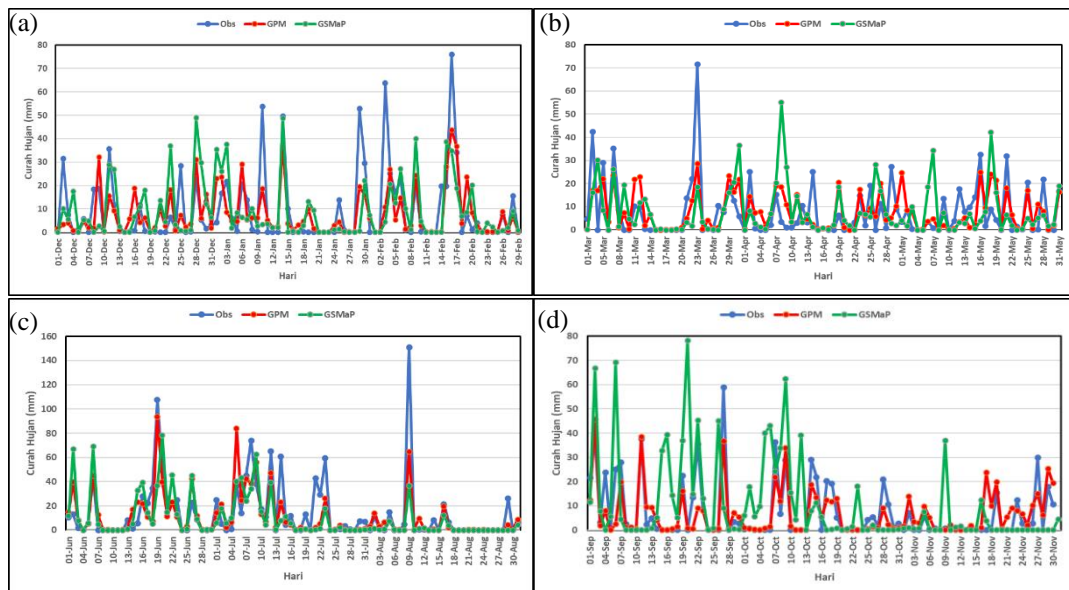 (a)
Obs GPM GSMaP
80
70
60
50
40
30
20
10
0
Curah Hujan (mm)
01-Dec 04-Dec 07-Dec 10-Dec 13-Dec 16-Dec 19-Dec 22-Dec 25-Dec 28-Dec 31-Dec 03-Jan 06-Jan 09-Jan 12-Jan 15-Jan 18-Jan 21-Jan 24-Jan 27-Jan 30-Jan 02-Feb 05-Feb 08-Feb 11-Feb 14-Feb 17-Feb 20-Feb 23-Feb 26-Feb 29-Feb
Hari
(b)
Obs GPM GSMaP
80
70
60
50
40
30
20
10
0
Curah Hujan (mm)
01-Mar 05-Mar 08-Mar 11-Mar 14-Mar 17-Mar 20-Mar 23-Mar 26-Mar 29-Mar 01-Apr 04-Apr 07-Apr 10-Apr 13-Apr 16-Apr 19-Apr 22-Apr 25-Apr 28-Apr 01-May 04-May 07-May 10-May 13-May 16-May 19-May 22-May 25-May 28-May 31-May
Hari
(c)
Obs GPM GSMaP
160
140
120
100
80
60
40
20
0
Curah Hujan (mm)
01-Jun 04-Jun 07-Jun 10-Jun 13-Jun 16-Jun 19-Jun 22-Jun 25-Jun 28-Jun 01-Jul 04-Jul 07-Jul 10-Jul 13-Jul 16-Jul 19-Jul 22-Jul 25-Jul 28-Jul 31-Jul 03-Aug 06-Aug 09-Aug 12-Aug 15-Aug 18-Aug 21-Aug 24-Aug 27-Aug 30-Aug
Hari
(d)
Obs GPM GSMaP
80
70
60
50
40
30
20
10
0
Curah Hujan (mm)
01-Sep 04-Sep 07-Sep 10-Sep 13-Sep 16-Sep 19-Sep 22-Sep 25-Sep 28-Sep 01-Oct 04-Oct 07-Oct 10-Oct 13-Oct 16-Oct 19-Oct 22-Oct 25-Oct 28-Oct 31-Oct 03-Nov 06-Nov 09-Nov 12-Nov 15-Nov 18-Nov 21-Nov 24-Nov 27-Nov 30-Nov
Hari